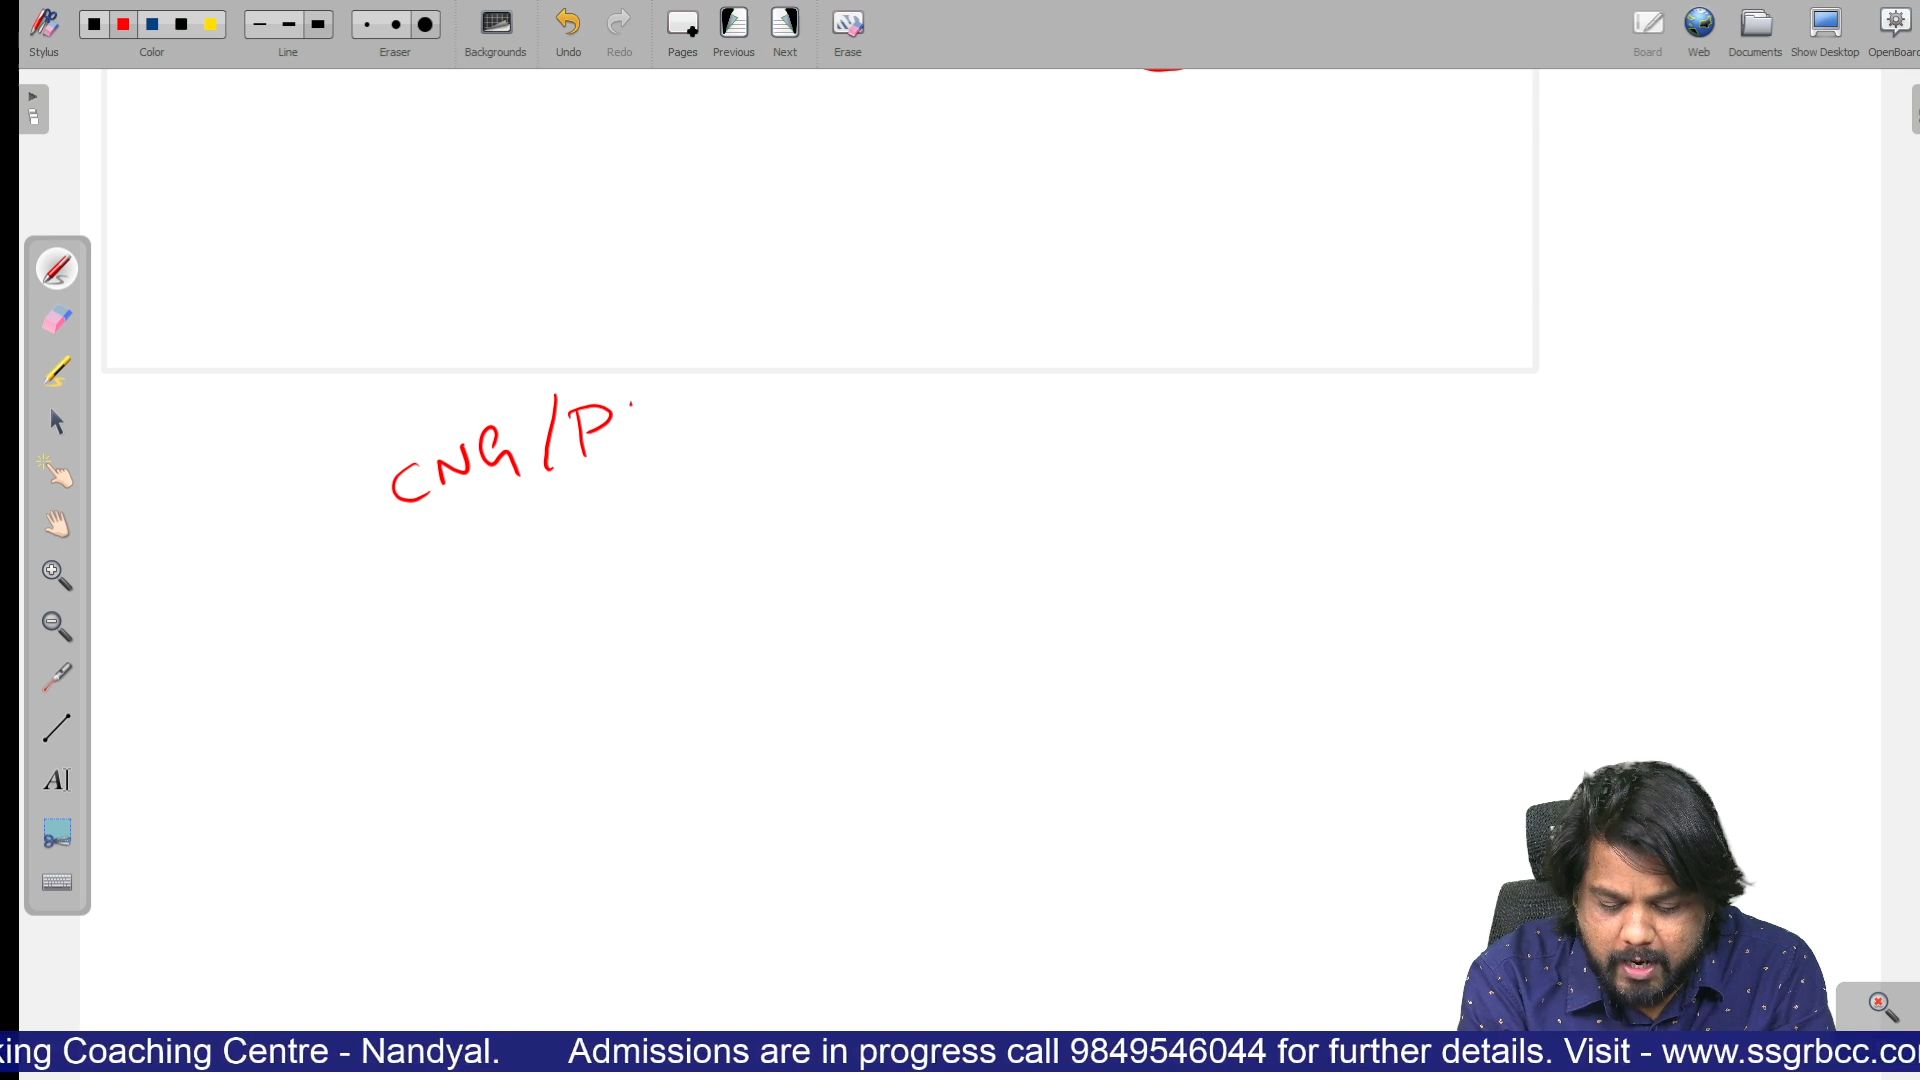 Stylus Color Line Eraser Backgrounds Undo Redo Pages Previous Next Erase Board Web Documents Show Desktop OpenBoar
CNG/P
king Coaching Centre - Nandyal. Admissions are in progress call 9849546044 for further details. Visit - www.ssgrbcc.co